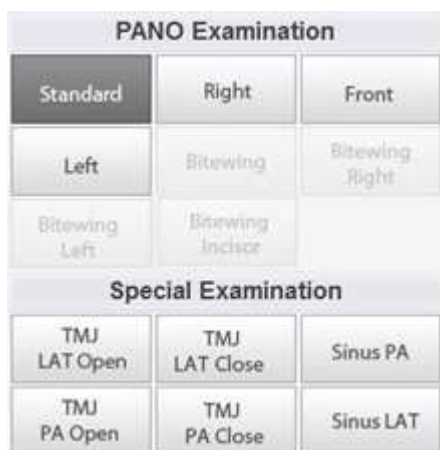 PANO Examination
Standard
Right
Front
Left
Bitewing
Bitewing
Right
Bitewing
Left
Bitewing
Incisor
Special Examination
TMJ
LAT Open
TMJ
LAT Close
Sinus PA
TMJ
PA Open
TMJ
PA Close
Sinus LAT